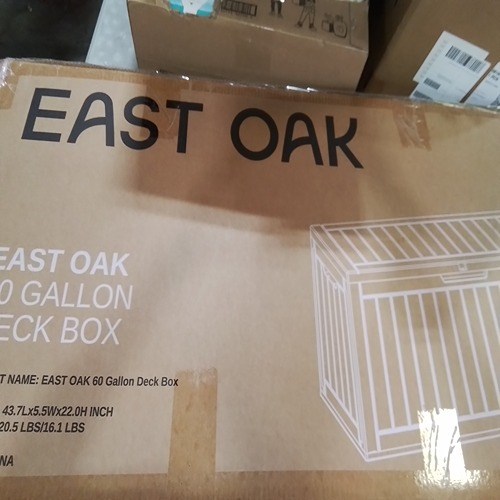 EAST OAK
EAST OAK
0 GALLON
ECK BOX
T NAME: EAST OAK 60 Gallon Deck Box
43.7Lx5.5Wx22.0H INCH
20.5 LBS/16.1 LBS
NA